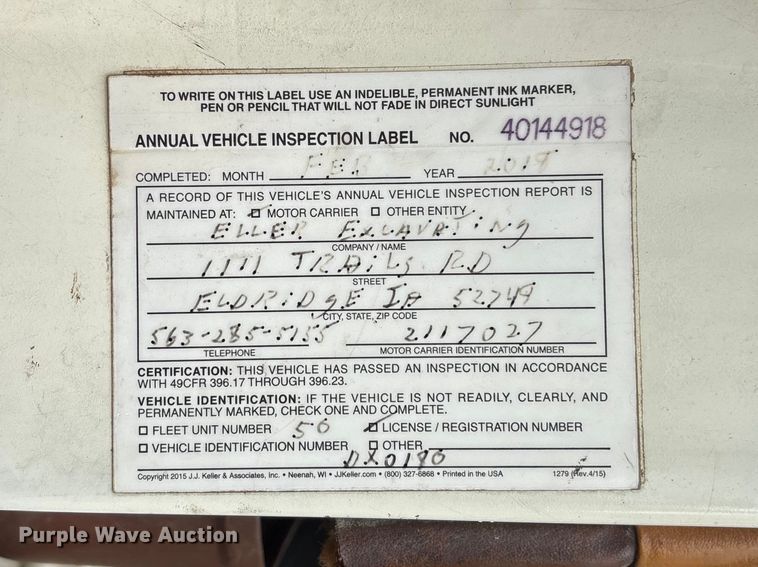 TO WRITE ON THIS LABEL USE AN INDELIBLE, PERMANENT INK MARKER,
PEN OR PENCIL THAT WILL NOT FADE IN DIRECT SUNLIGHT
ANNUAL VEHICLE INSPECTION LABEL NO. 40144918
COMPLETED: MONTH FEB YEAR 2019
A RECORD OF THIS VEHICLE'S ANNUAL VEHICLE INSPECTION REPORT IS
MAINTAINED AT: ☑ MOTOR CARRIER ☐ OTHER ENTITY
ELLER EXCAVATING
COMPANY / NAME
1111 TRAILS RD
STREET
ELDRIDGE IA 52749
CITY, STATE, ZIP CODE
563-285-5155 2117027
TELEPHONE MOTOR CARRIER IDENTIFICATION NUMBER
CERTIFICATION: THIS VEHICLE HAS PASSED AN INSPECTION IN ACCORDANCE
WITH 49CFR 396.17 THROUGH 396.23.
VEHICLE IDENTIFICATION: IF THE VEHICLE IS NOT READILY, CLEARLY, AND
PERMANENTLY MARKED, CHECK ONE AND COMPLETE.
☐ FLEET UNIT NUMBER 50 ☑ LICENSE / REGISTRATION NUMBER
☐ VEHICLE IDENTIFICATION NUMBER ☐ OTHER
DX0186
Copyright 2015 J.J. Keller & Associates, Inc. • Neenah, WI • JJKeller.com • (800) 327-6868 • Printed in the USA 1279 (Rev. 4/15)
Purple Wave Auction